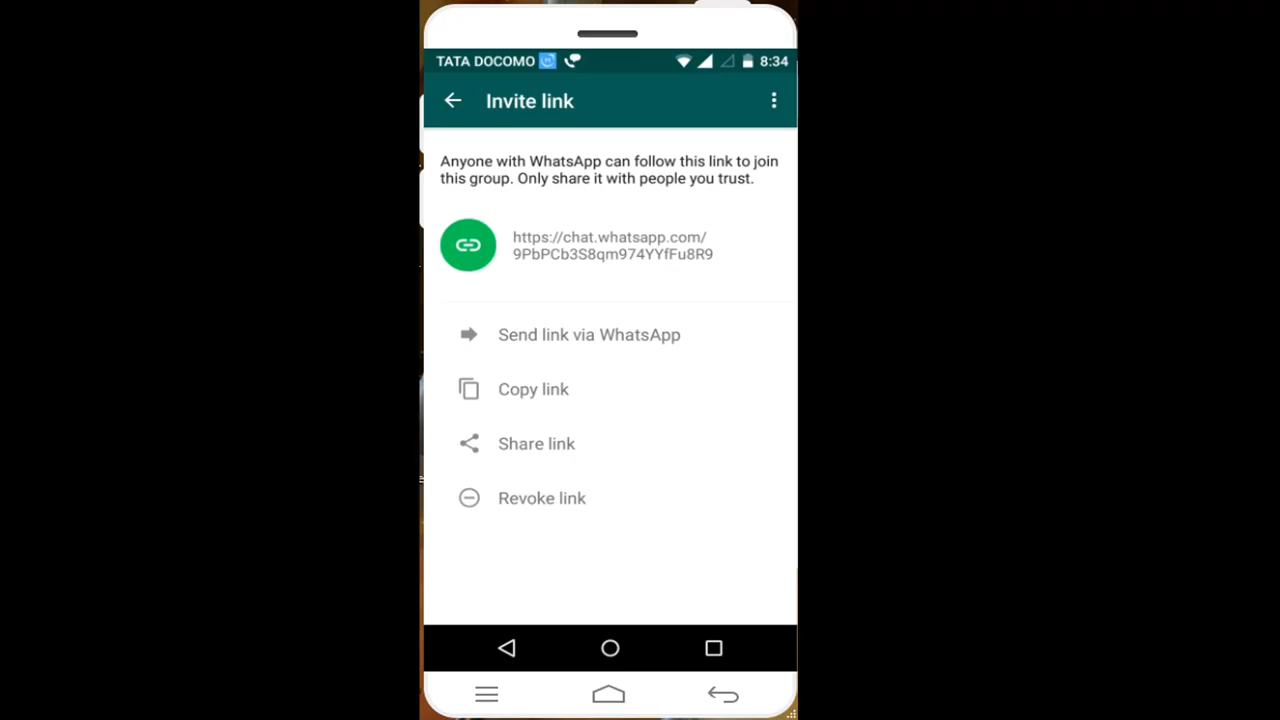 TATA DOCOMO 8:34
Invite link
Anyone with WhatsApp can follow this link to join
this group. Only share it with people you trust.
https://chat.whatsapp.com/
9PbPCb3S8qm974YYfFu8R9
Send link via WhatsApp
Copy link
Share link
Revoke link